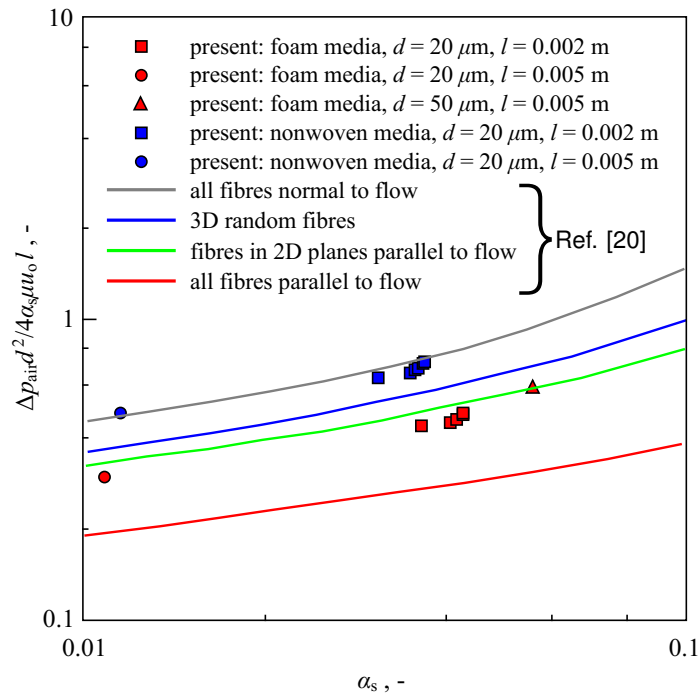 10
present: foam media, d = 20 μm, l = 0.002 m
present: foam media, d = 20 μm, l = 0.005 m
present: foam media, d = 50 μm, l = 0.005 m
present: nonwoven media, d = 20 μm, l = 0.002 m
present: nonwoven media, d = 20 μm, l = 0.005 m
all fibres normal to flow
3D random fibres
fibres in 2D planes parallel to flow
all fibres parallel to flow
Ref. [20]
Δp_air d²/4α_s μu_o l , -
1
0.1
0.01
0.1
α_s , -